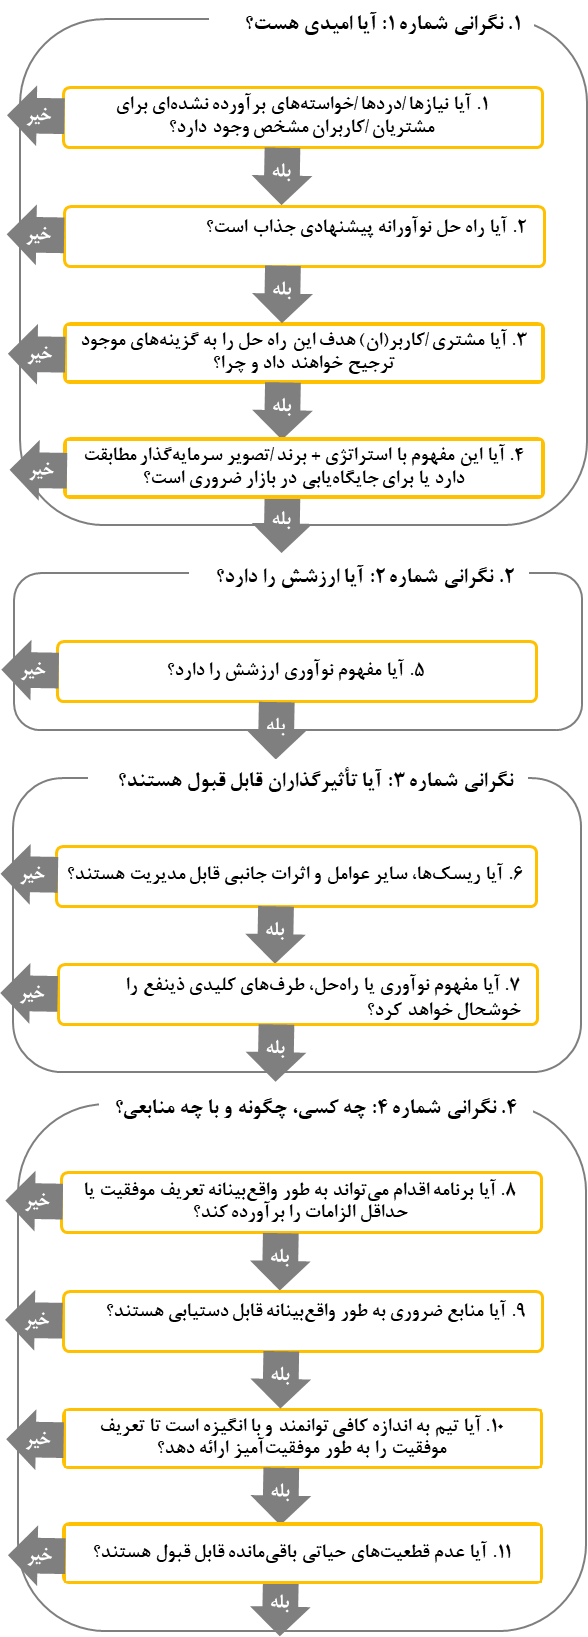 ۱. نگرانی شماره ۱: آیا امیدی هست؟
۱. آیا نیازها /دردها /خواسته‌های برآورده نشده‌ای برای
مشتریان /کاربران مشخص وجود دارد؟
خیر
بله
۲. آیا راه حل نوآورانه پیشنهادی جذاب است؟
خیر
بله
۳. آیا مشتری /کاربر(ان) هدف این راه حل را به گزینه‌های موجود
ترجیح خواهند داد و چرا؟
خیر
بله
۴. آیا این مفهوم با استراتژی + برند /تصویر سرمایه‌گذار مطابقت
دارد یا برای جایگاه‌یابی در بازار ضروری است؟
خیر
بله
۲. نگرانی شماره ۲: آیا ارزشش را دارد؟
۵. آیا مفهوم نوآوری ارزشش را دارد؟
خیر
بله
نگرانی شماره ۳: آیا تأثیرگذاران قابل قبول هستند؟
۶. آیا ریسک‌ها، سایر عوامل و اثرات جانبی قابل مدیریت هستند؟
خیر
بله
۷. آیا مفهوم نوآوری یا راه‌حل، طرف‌های کلیدی ذینفع را
خوشحال خواهد کرد؟
خیر
بله
۴. نگرانی شماره ۴: چه کسی، چگونه و با چه منابعی؟
۸. آیا برنامه اقدام می‌تواند به طور واقع‌بینانه تعریف موفقیت یا
حداقل الزامات را برآورده کند؟
خیر
بله
۹. آیا منابع ضروری به طور واقع‌بینانه قابل دستیابی هستند؟
خیر
بله
۱۰. آیا تیم به اندازه کافی توانمند و با انگیزه است تا تعریف
موفقیت را به طور موفقیت‌آمیز ارائه دهد؟
خیر
بله
۱۱. آیا عدم قطعیت‌های حیاتی باقی‌مانده قابل قبول هستند؟
خیر
بله